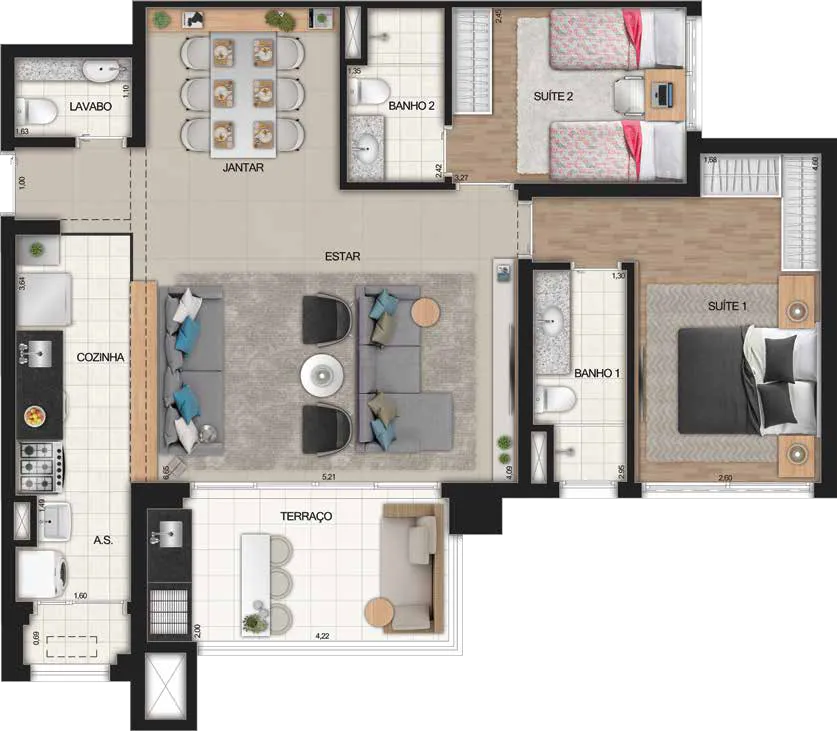 2,45
1,35
1,10
LAVABO
1,63
BANHO 2
SUÍTE 2
JANTAR
2,42
3,27
1,68
4,60
1,00
ESTAR
3,64
1,30
SUÍTE 1
COZINHA
BANHO 1
6,65
5,21
4,09
2,95
2,60
1,49
TERRAÇO
A.S.
1,60
0,69
2,00
4,22